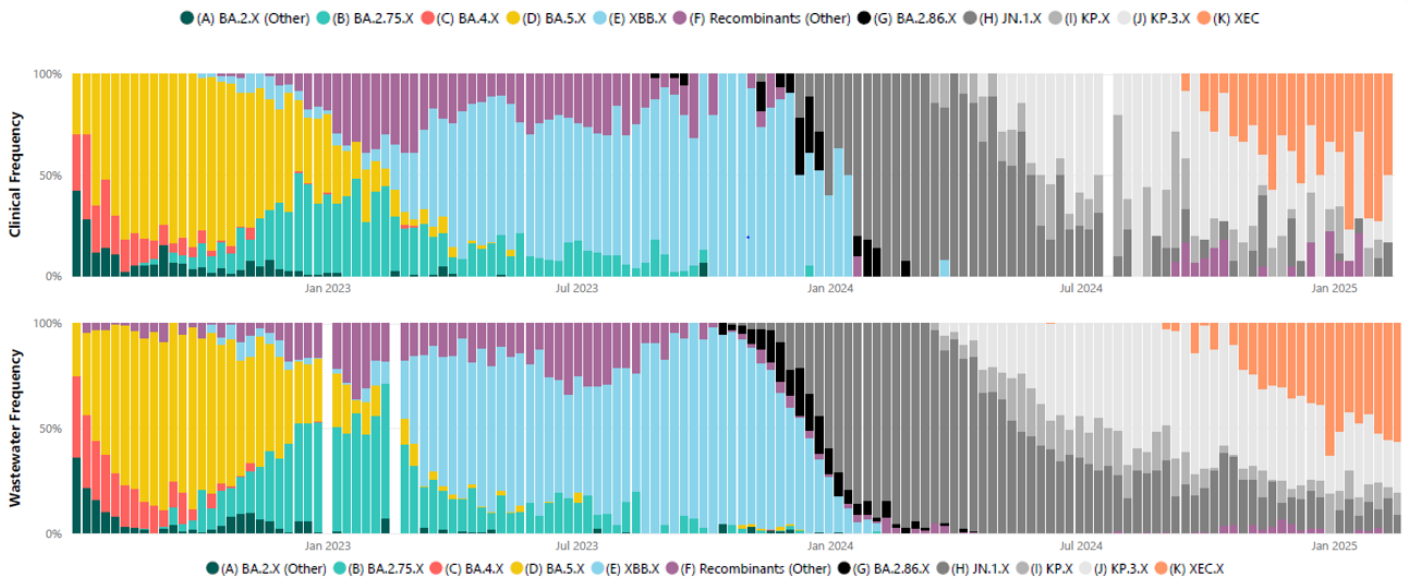 (A) BA.2.X (Other) (B) BA.2.75.X (C) BA.4.X (D) BA.5.X (E) XBB.X (F) Recombinants (Other) (G) BA.2.86.X (H) JN.1.X (I) KP.X (J) KP.3.X (K) XEC
Clinical Frequency
100%
50%
0%
Jan 2023 Jul 2023 Jan 2024 Jul 2024 Jan 2025
Wastewater Frequency
100%
50%
0%
Jan 2023 Jul 2023 Jan 2024 Jul 2024 Jan 2025
(A) BA.2.X (Other) (B) BA.2.75.X (C) BA.4.X (D) BA.5.X (E) XBB.X (F) Recombinants (Other) (G) BA.2.86.X (H) JN.1.X (I) KP.X (J) KP.3.X (K) XEC.X